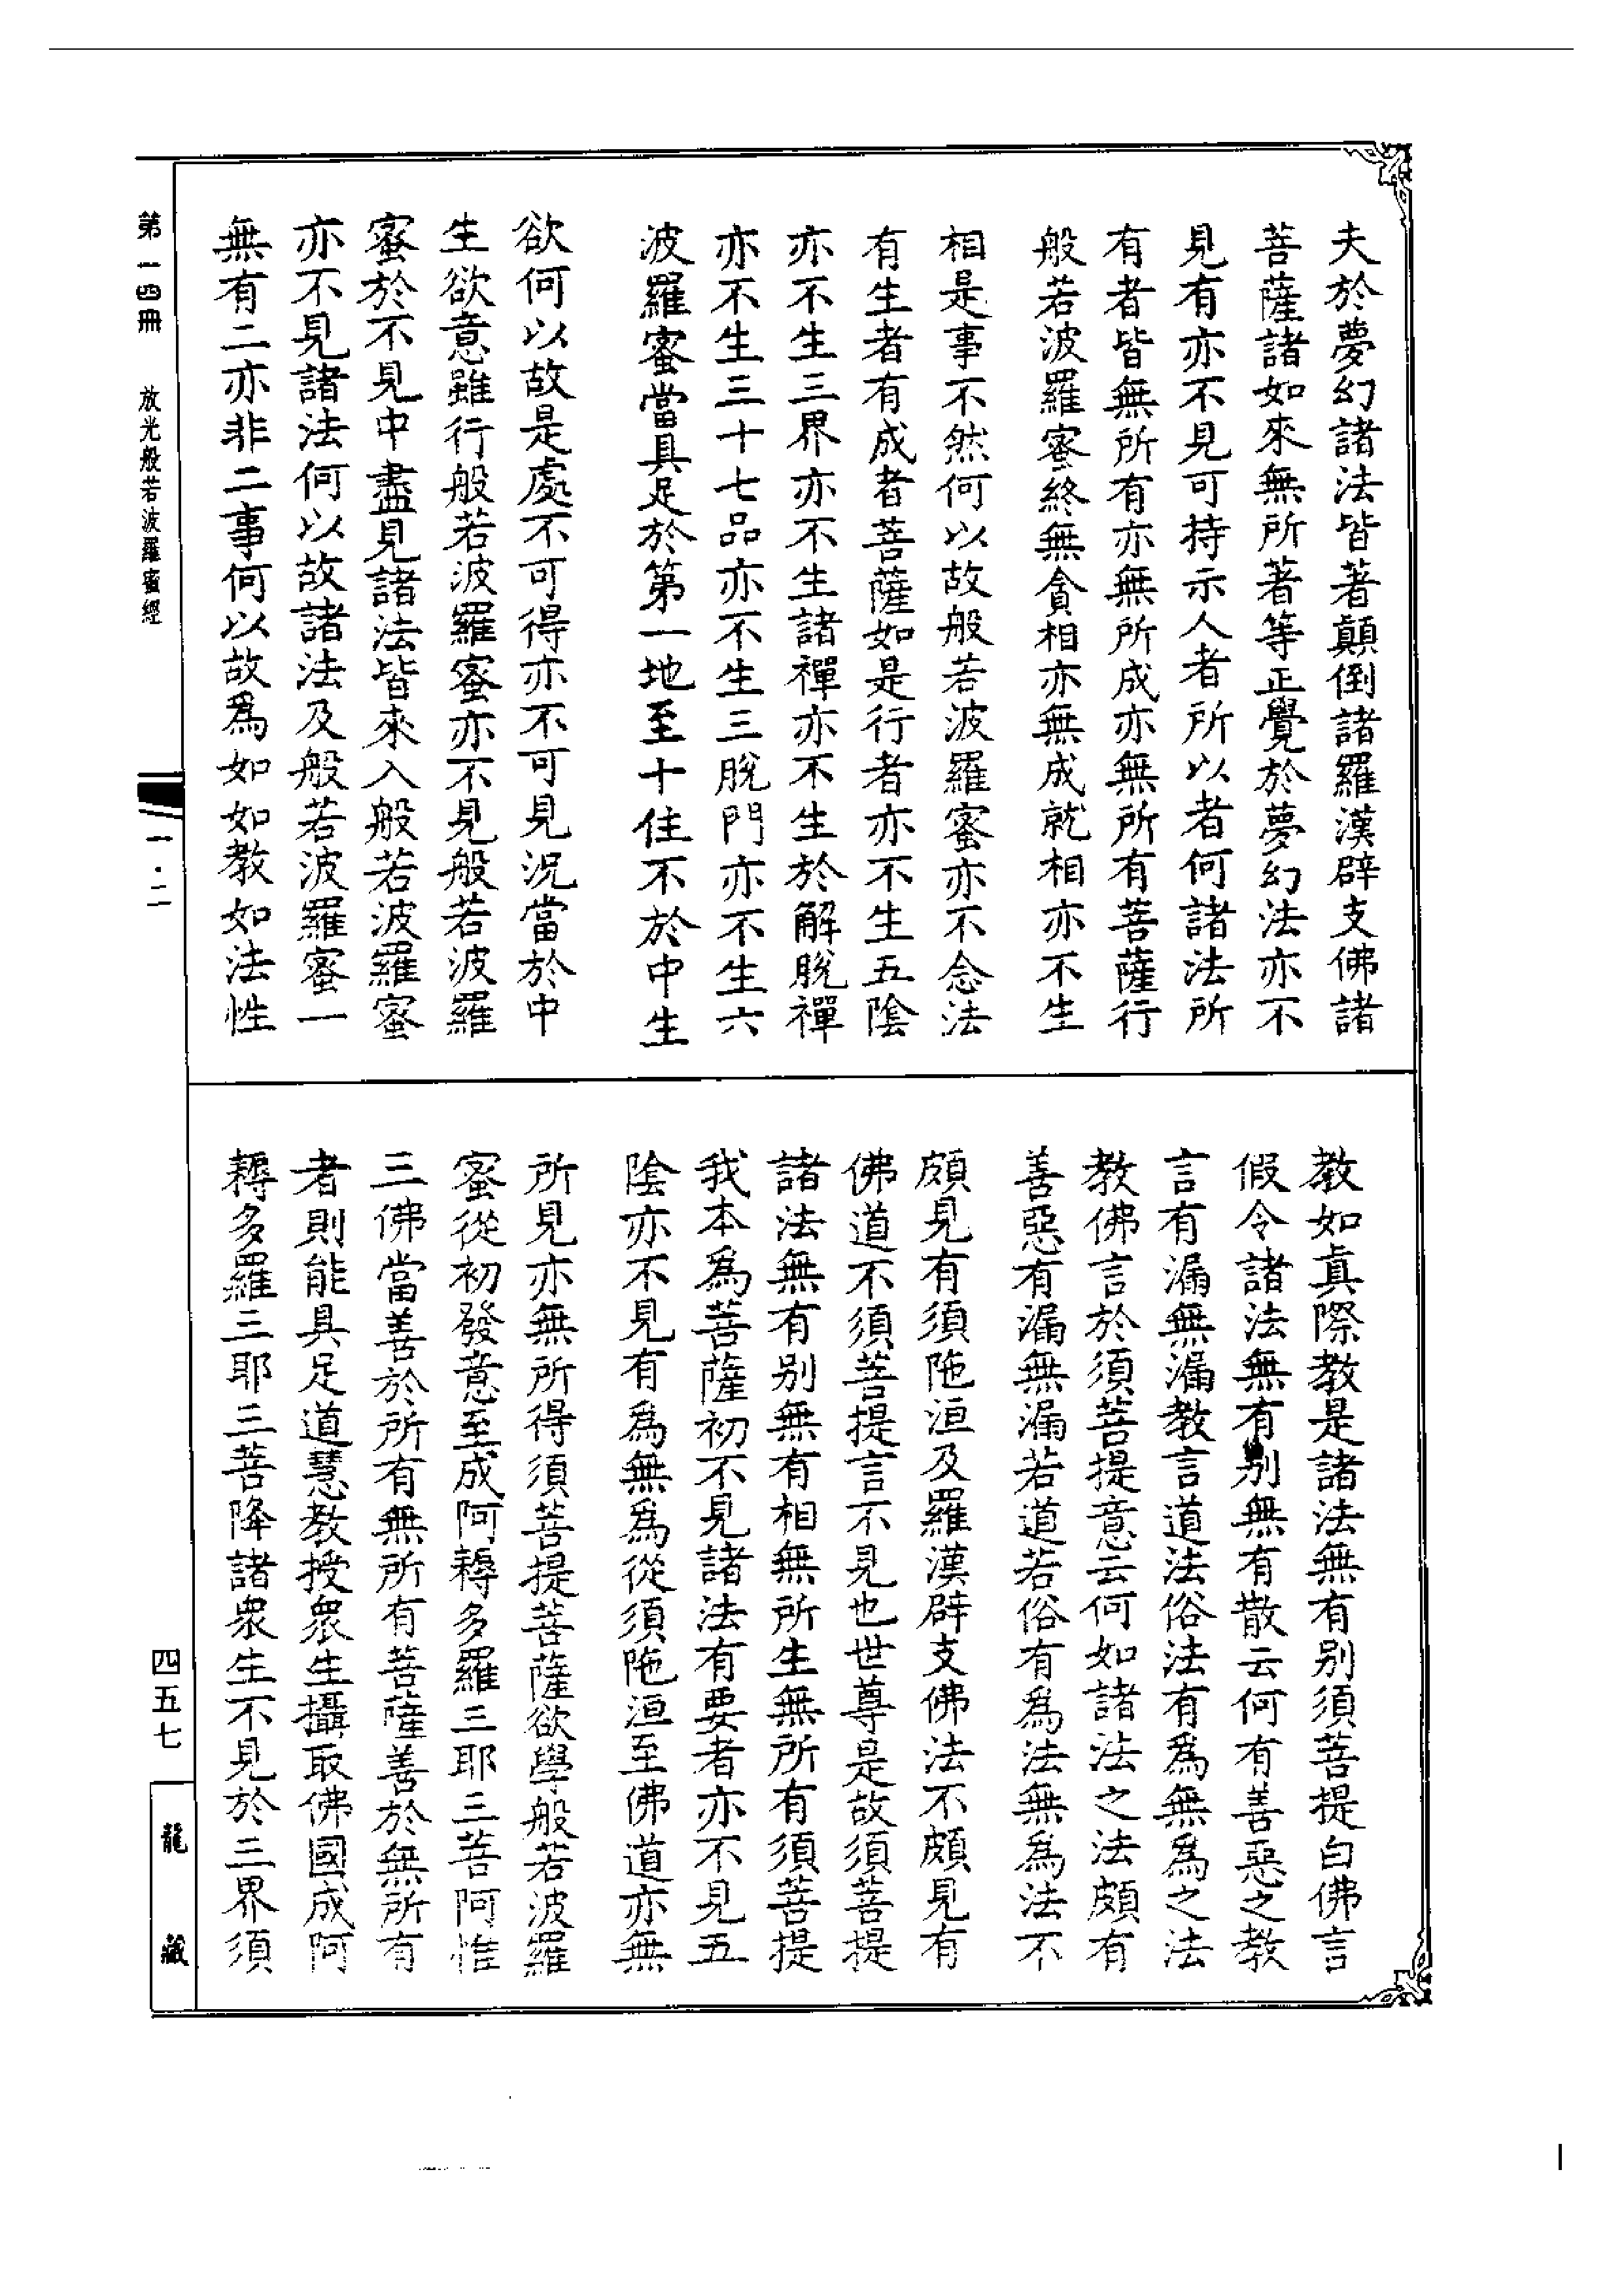 夫於夢幻諸法皆著顛倒諸羅漢辟支佛諸
菩薩諸如來無所著等正覺於夢幻法亦不
見有亦不見可持示人者所以者何諸法所
有者皆無所有亦無所成亦無所有菩薩行
般若波羅蜜終無貪相亦無成就相亦不生
相是事不然何以故般若波羅蜜亦不念法
有生者有成者菩薩如是行者亦不生五陰
亦不生三界亦不生諸禪亦不生於解脫禪
亦不生三十七品亦不生三脫門亦不生六
波羅蜜當具足於第一地至十住不於中生
欲何以故是處不可得亦不可見況當於中
生欲意雖行般若波羅蜜亦不見般若波羅
蜜於不見中盡見諸法皆來入般若波羅蜜
亦不見諸法何以故諸法及般若波羅蜜一
無有二亦非二事何以故爲如如教如法性
教如真際教是諸法無有別須菩提白佛言
假令諸法無有別無有散云何有善惡之教
言有漏無漏教言道法俗法有爲無爲之法
教佛言於須菩提意云何如諸法之法頗有
善惡有漏無漏若道若俗有爲法無爲法不
頗見有須陁洹及羅漢辟支佛法不頗見有
佛道不須菩提言不見也世尊是故須菩提
諸法無有別無有相無所生無所有須菩提
我本爲菩薩初不見諸法有要者亦不見五
陰亦不見有爲無爲從須陁洹至佛道亦無
所見亦無所得須菩提菩薩欲學般若波羅
蜜從初發意至成阿耨多羅三耶三菩阿惟
三佛當善於所有無所有菩薩善於無所有
者則能具足道慧教授衆生攝取佛國成阿
耨多羅三耶三菩降諸衆生不見於三界須
第一四冊 放光般若波羅蜜經
一·二
四五七
龍藏